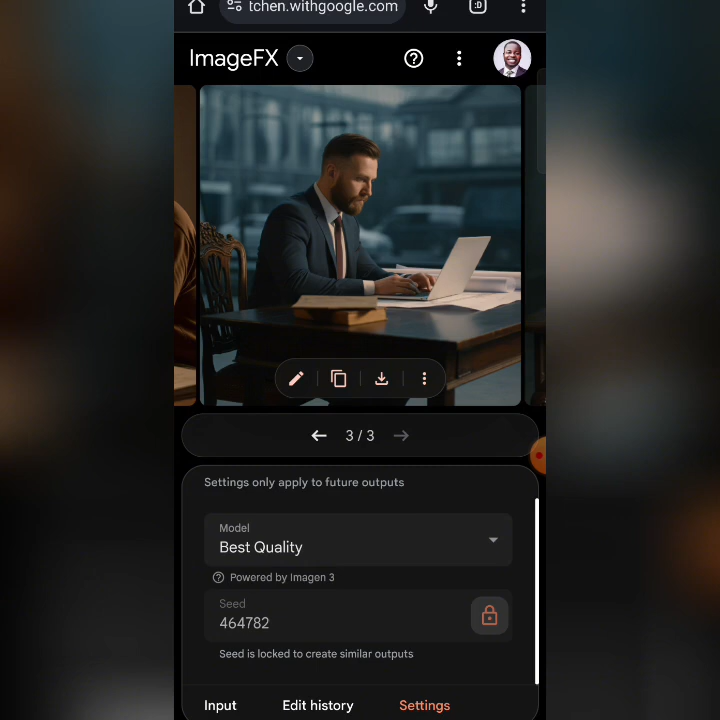 tchen.withgoogle.com
:D
ImageFX
3 / 3
Settings only apply to future outputs
Model
Best Quality
Powered by Imagen 3
Seed
464782
Seed is locked to create similar outputs
Input Edit history Settings